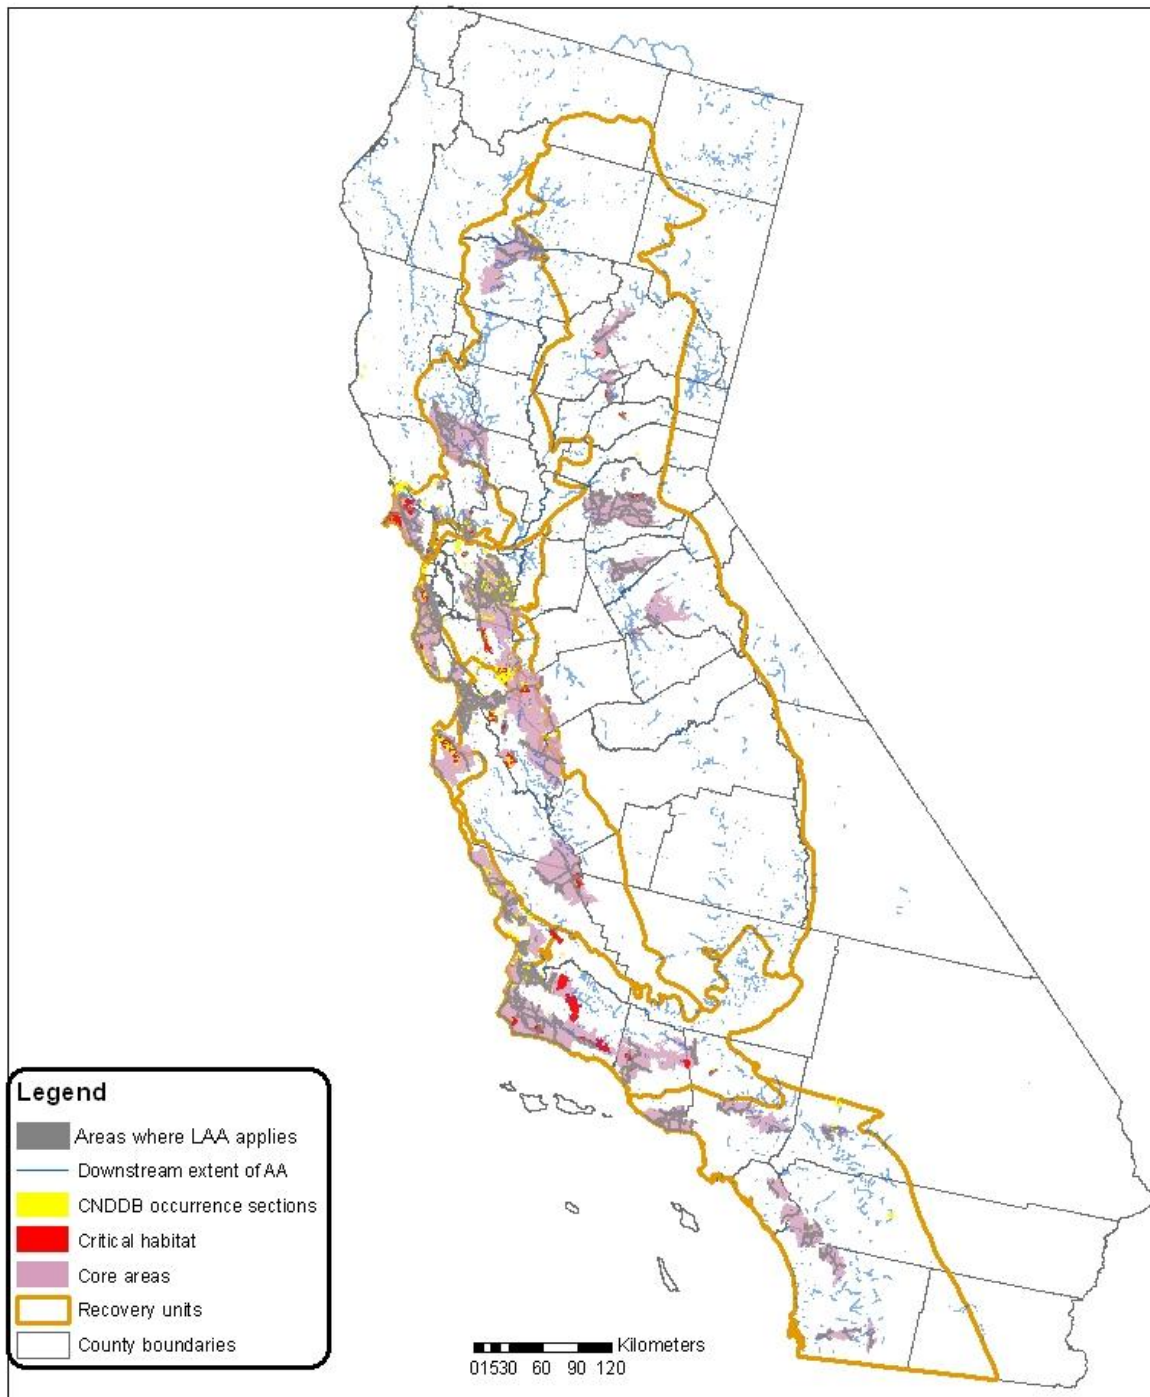 Legend
Areas where LAA applies
Downstream extent of AA
CNDDB occurrence sections
Critical habitat
Core areas
Recovery units
County boundaries
Kilometers
01530 60 90 120